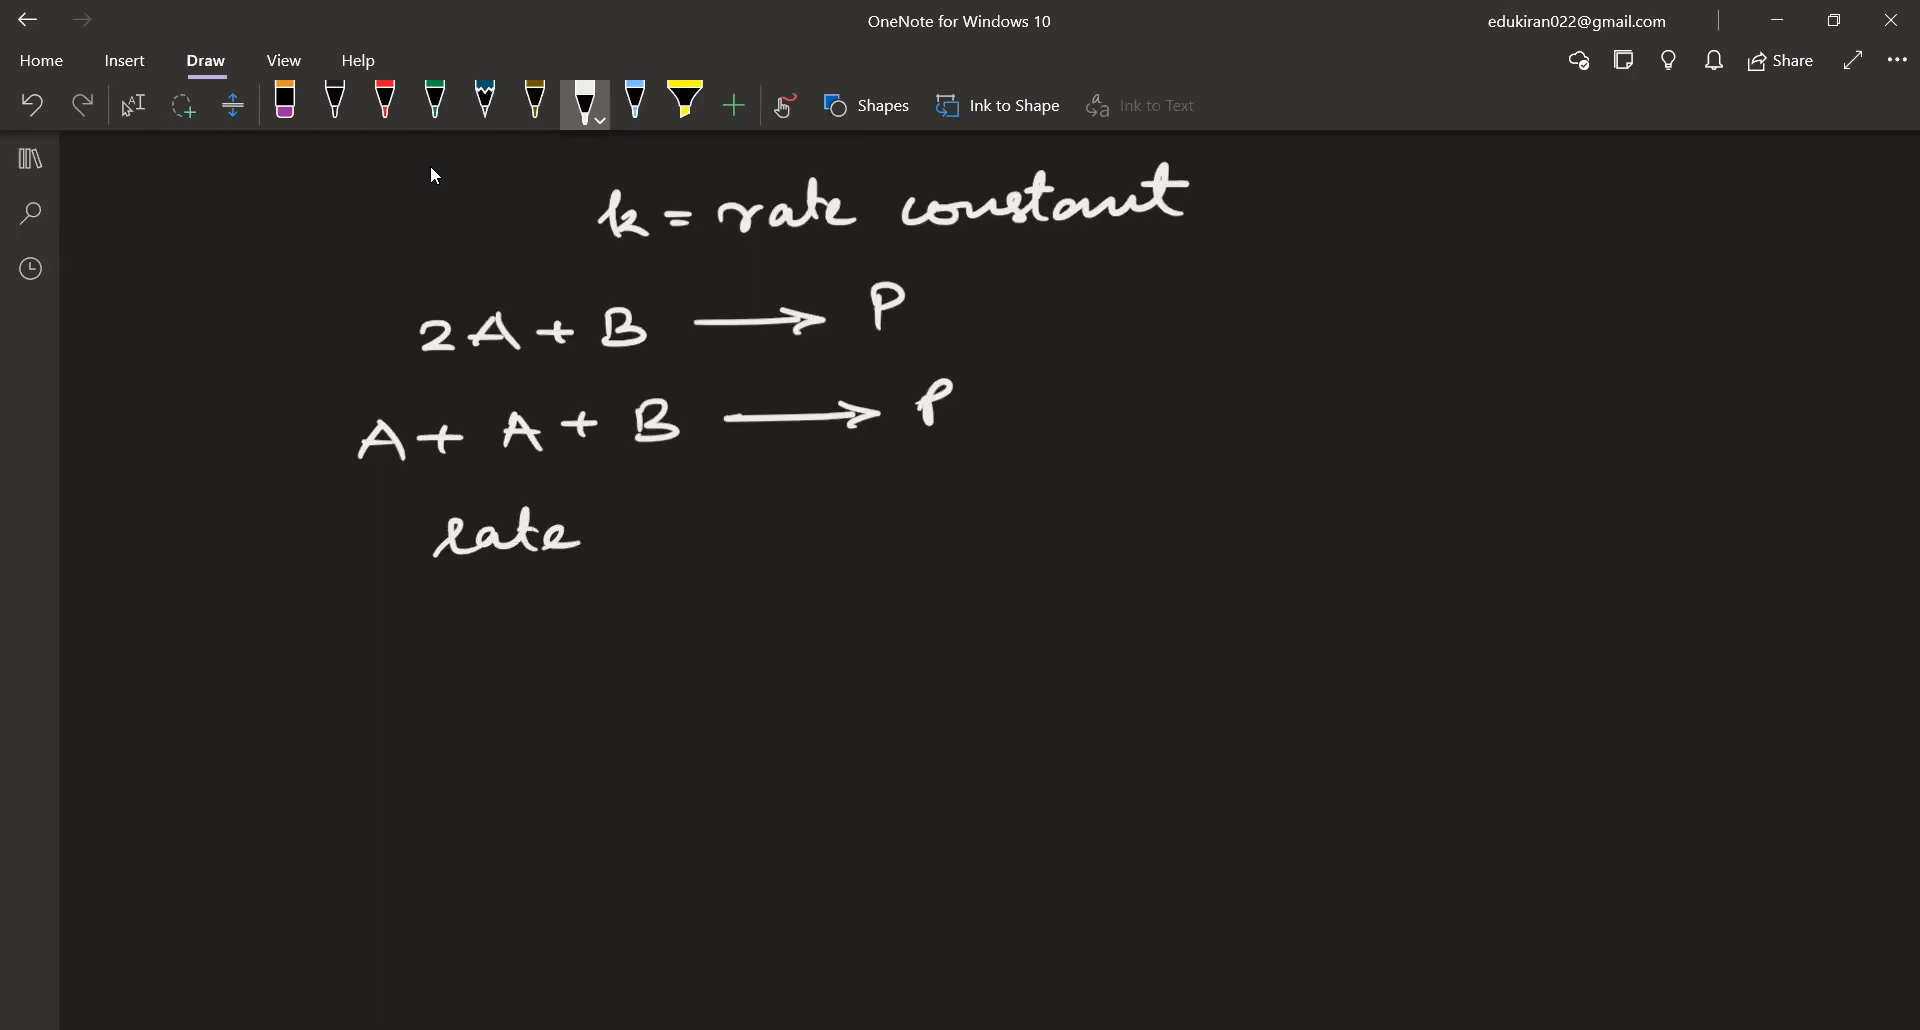 OneNote for Windows 10
edukiran022@gmail.com
Home Insert Draw View Help
Share
Shapes Ink to Shape Ink to Text
k = rate constant
2A + B → P
A + A + B → P
rate